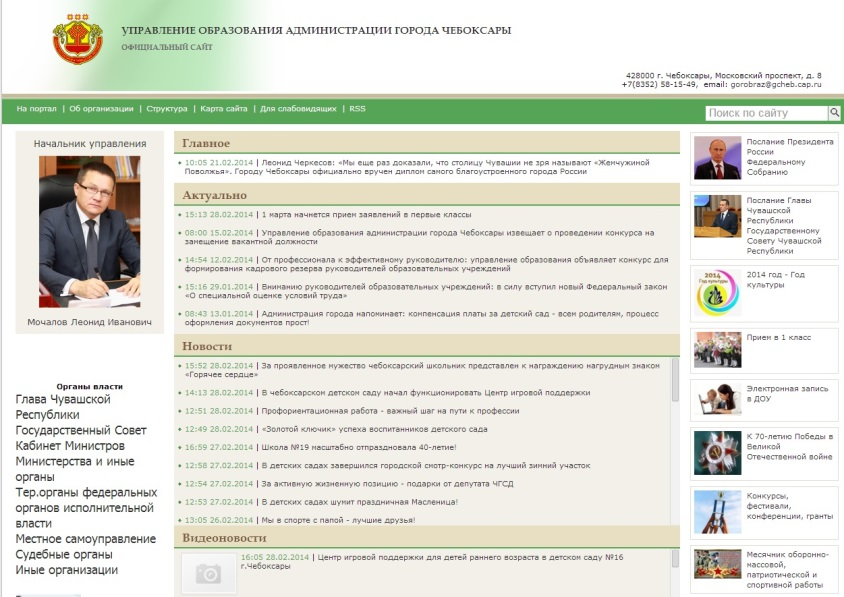 УПРАВЛЕНИЕ ОБРАЗОВАНИЯ АДМИНИСТРАЦИИ ГОРОДА ЧЕБОКСАРЫ
ОФИЦИАЛЬНЫЙ САЙТ
428000 г. Чебоксары, Московский проспект, д. 8
+7(8352) 58-15-49, email: gorobraz@gcheb.cap.ru
На портал | Об организации | Структура | Карта сайта | Для слабовидящих | RSS
Поиск по сайту
Начальник управления
Мочалов Леонид Иванович
Органы власти
Глава Чувашской
Республики
Государственный Совет
Кабинет Министров
Министерства и иные
органы
Тер.органы федеральных
органов исполнительной
власти
Местное самоуправление
Судебные органы
Иные организации
Главное
10:05 21.02.2014 | Леонид Черкесов: «Мы еще раз доказали, что столицу Чувашии не зря называют «Жемчужиной
Поволжья». Городу Чебоксары официально вручен диплом самого благоустроенного города России
Актуально
15:13 28.02.2014 | 1 марта начнется прием заявлений в первые классы
08:00 15.02.2014 | Управление образования администрации города Чебоксары извещает о проведении конкурса на
замещение вакантной должности
14:54 12.02.2014 | От профессионала к эффективному руководителю: управление образования объявляет конкурс для
формирования кадрового резерва руководителей образовательных учреждений
15:16 29.01.2014 | Вниманию руководителей образовательных учреждений: в силу вступил новый Федеральный закон
«О специальной оценке условий труда»
08:43 13.01.2014 | Администрация города напоминает: компенсация платы за детский сад - всем родителям, процесс
оформления документов прост!
Новости
15:52 28.02.2014 | За проявленное мужество чебоксарский школьник представлен к награждению нагрудным знаком
«Горячее сердце»
14:13 28.02.2014 | В чебоксарском детском саду начал функционировать Центр игровой поддержки
12:51 28.02.2014 | Профориентационная работа - важный шаг на пути к профессии
12:49 28.02.2014 | «Золотой ключик» успеха воспитанников детского сада
16:59 27.02.2014 | Школа №19 масштабно отпраздновала 40-летие!
12:58 27.02.2014 | В детских садах завершился городской смотр-конкурс на лучший зимний участок
12:54 27.02.2014 | За активную жизненную позицию - подарки от депутата ЧГСД
12:53 27.02.2014 | В детских садах шумит праздничная Масленица!
13:05 26.02.2014 | Мы в спорте с папой - лучшие друзья!
Видеоновости
16:05 28.02.2014 | Центр игровой поддержки для детей раннего возраста в детском саду №16
г.Чебоксары
Послание Президента
России
Федеральному
Собранию
Послание Главы
Чувашской
Республики
Государственному
Совету Чувашской
Республики
2014
Год культуры
2014 год - Год
культуры
Прием в 1 класс
Электронная запись
в ДОУ
К 70-летию Победы в
Великой
Отечественной войне
Конкурсы,
фестивали,
конференции, гранты
Месячник оборонно-
массовой,
патриотической и
спортивной работы